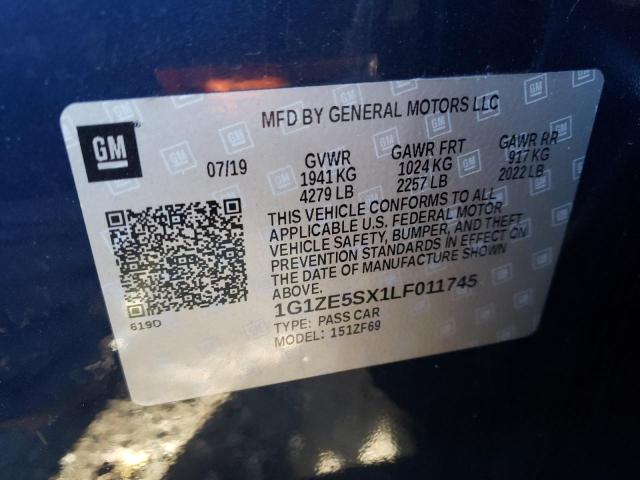 MFD BY GENERAL MOTORS LLC
GM
07/19
GVWR
1941 KG
4279 LB
GAWR FRT
1024 KG
2257 LB
GAWR RR
917 KG
2022 LB
THIS VEHICLE CONFORMS TO ALL
APPLICABLE U.S. FEDERAL MOTOR
VEHICLE SAFETY, BUMPER, AND THEFT
PREVENTION STANDARDS IN EFFECT ON
THE DATE OF MANUFACTURE SHOWN
ABOVE.
619D
1G1ZE5SX1LF011745
TYPE: PASS CAR
MODEL: 151ZF69